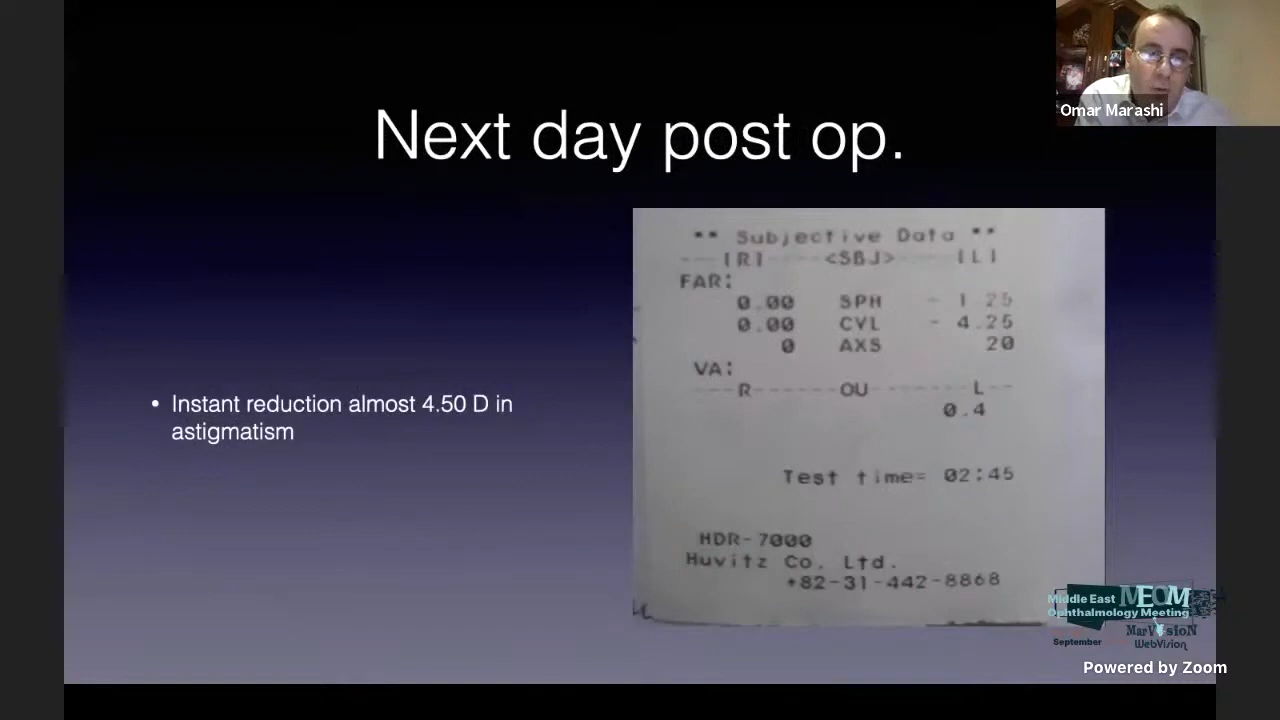 Omar Marashi
Next day post op.
• Instant reduction almost 4.50 D in
astigmatism
** Subjective Data **
---[R]-----<SBJ>-----[L]---
FAR:
0.00 SPH - 1.25
0.00 CVL - 4.25
0 AXS 20
VA:
----R-------OU-------L--
0.4
Test time= 02:45
HDR-7000
Huvitz Co. Ltd.
+82-31-442-8868
Middle East MEOM
Ophthalmology Meeting
September MarVisioN
WebVision
Powered by Zoom